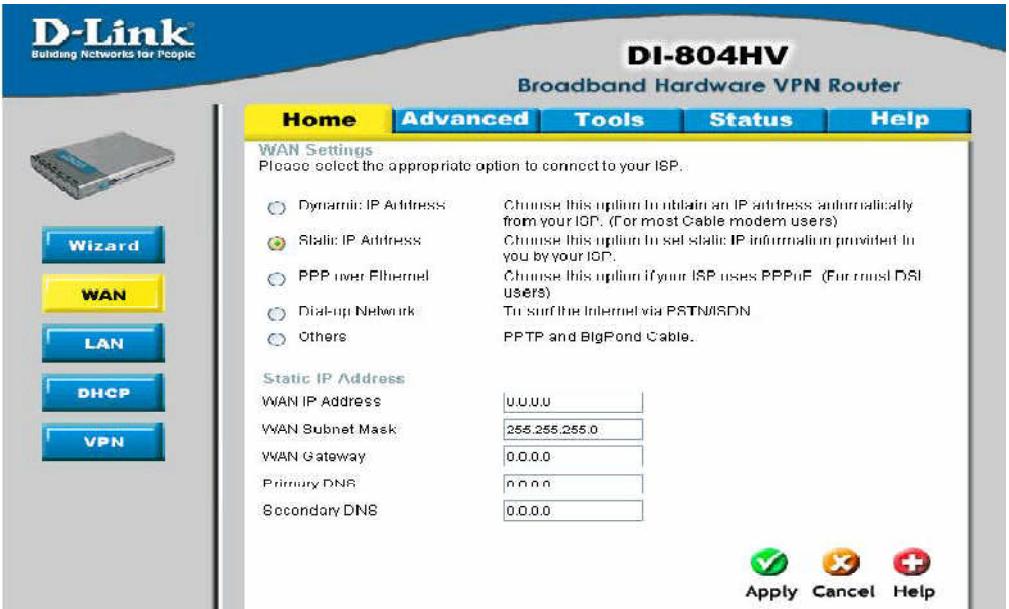 D-Link
Building Networks for People
DI-804HV
Broadband Hardware VPN Router
Home
Advanced
Tools
Status
Help
Wizard
WAN
LAN
DHCP
VPN
WAN Settings
Please select the appropriate option to connect to your ISP.
Dynamic IP Address
Choose this option to obtain an IP address automatically
from your ISP. (For most Cable modem users)
Static IP Address
Choose this option to set static IP information provided to
you by your ISP.
PPP over Ethernet
Choose this option if your ISP uses PPPoE. (For most DSL
users)
Dial-up Network
To surf the Internet via PSTN/ISDN
Others
PPTP and BigPond Cable.
Static IP Address
WAN IP Address
0.0.0.0
WAN Subnet Mask
255.255.255.0
WAN Gateway
0.0.0.0
Primary DNS
0.0.0.0
Secondary DNS
0.0.0.0
Apply
Cancel
Help